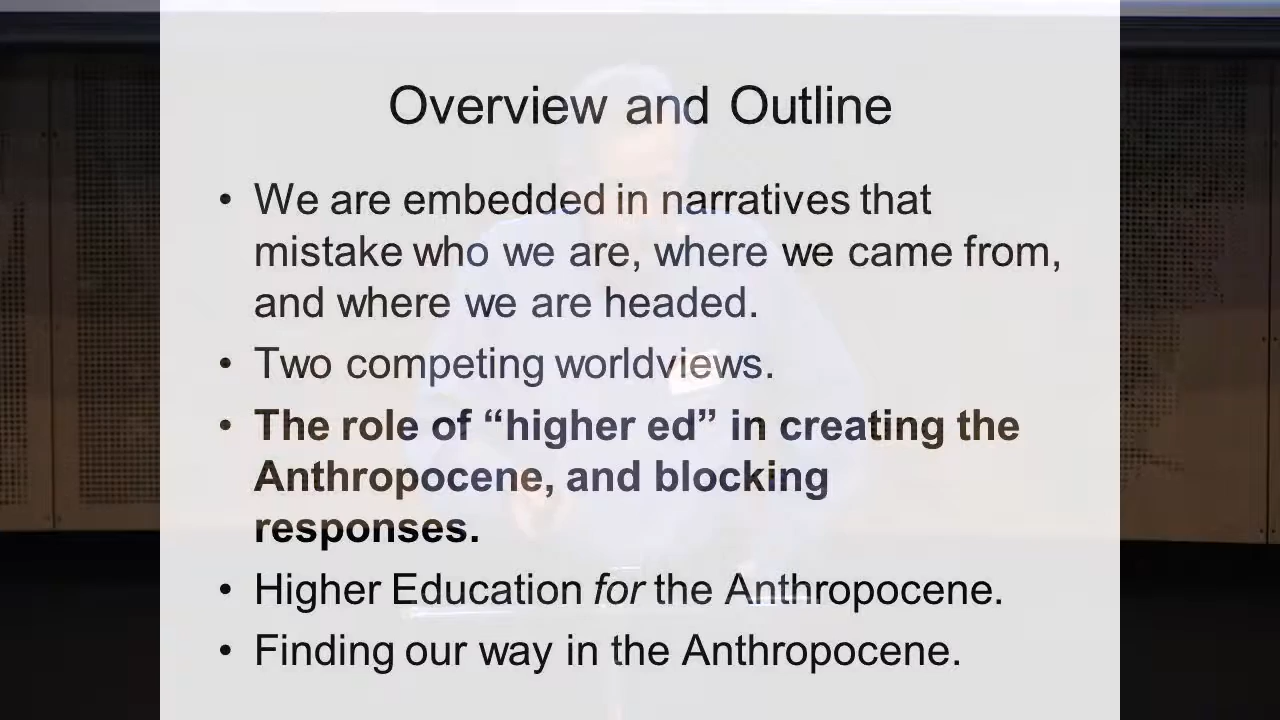 Overview and Outline
• We are embedded in narratives that
mistake who we are, where we came from,
and where we are headed.
• Two competing worldviews.
• The role of “higher ed” in creating the
Anthropocene, and blocking
responses.
• Higher Education for the Anthropocene.
• Finding our way in the Anthropocene.